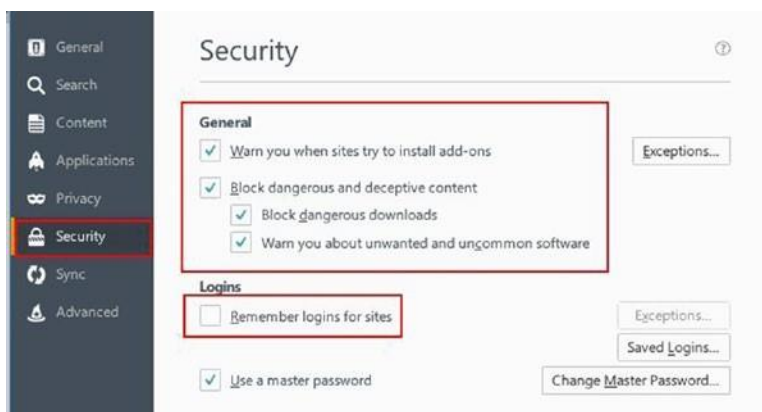 General
Search
Content
Applications
Privacy
Security
Sync
Advanced
Security
General
Warn you when sites try to install add-ons
Exceptions...
Block dangerous and deceptive content
Block dangerous downloads
Warn you about unwanted and uncommon software
Logins
Remember logins for sites
Exceptions...
Saved Logins...
Use a master password
Change Master Password...